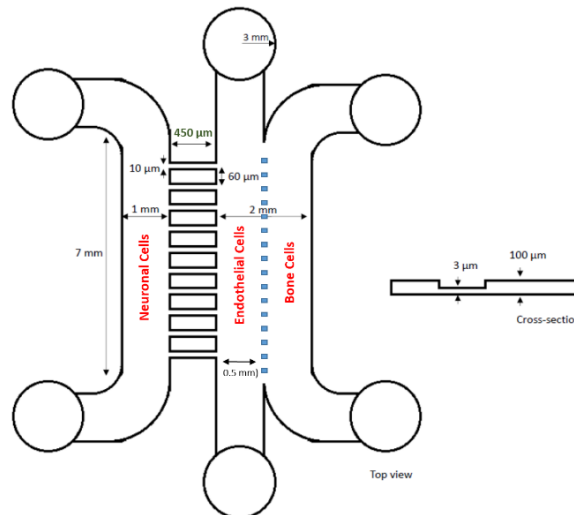 3 mm
450 µm
10 µm
60 µm
1 mm
2 mm
7 mm
Neuronal Cells
Endothelial Cells
Bone Cells
0.5 mm)
3 µm
100 µm
Cross-sectio
Top view